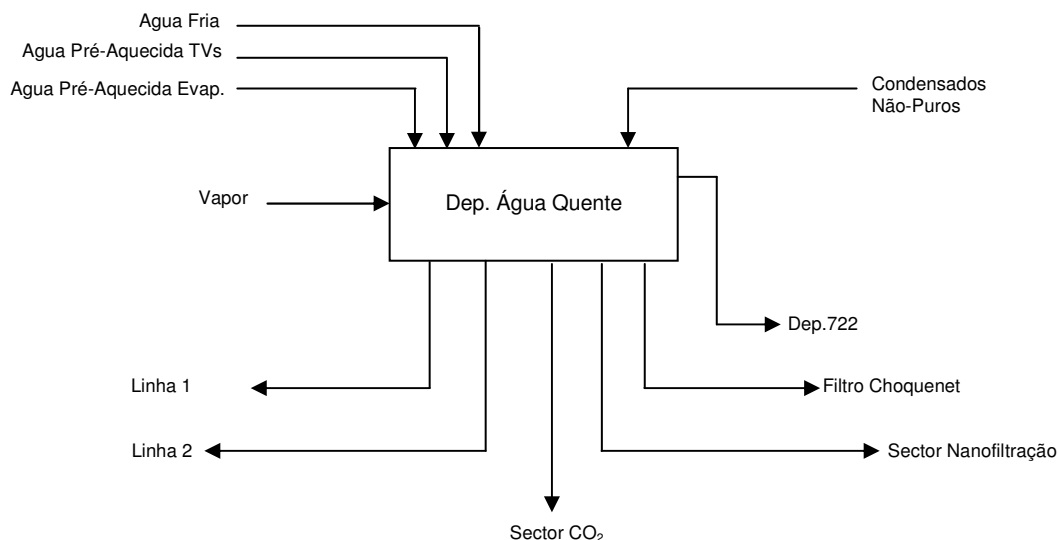 Agua Fria
Agua Pré-Aquecida TVs
Agua Pré-Aquecida Evap.
Condensados
Não-Puros
Vapor
Dep. Água Quente
Dep.722
Linha 1
Filtro Choquenet
Linha 2
Sector Nanofiltração
Sector CO₂